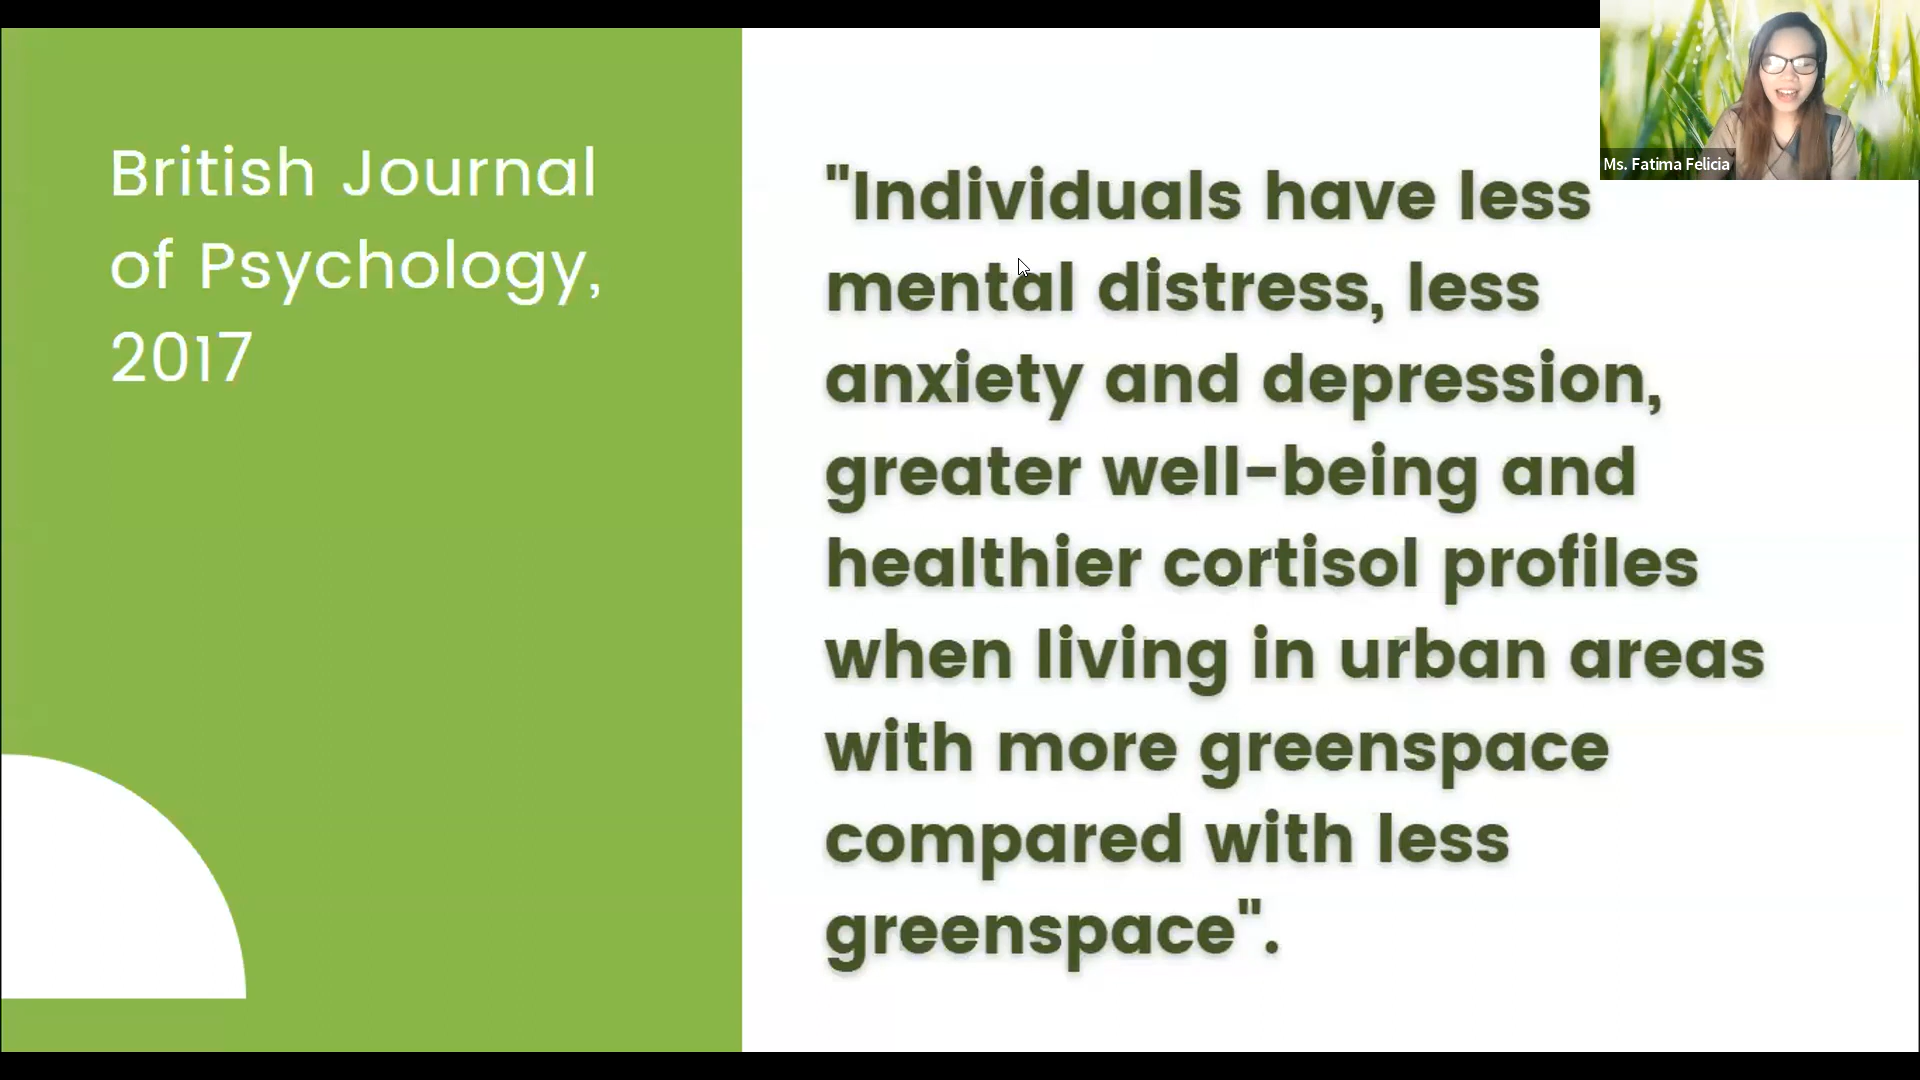 British Journal
of Psychology,
2017
"Individuals have less
mental distress, less
anxiety and depression,
greater well-being and
healthier cortisol profiles
when living in urban areas
with more greenspace
compared with less
greenspace".
Ms. Fatima Felicia